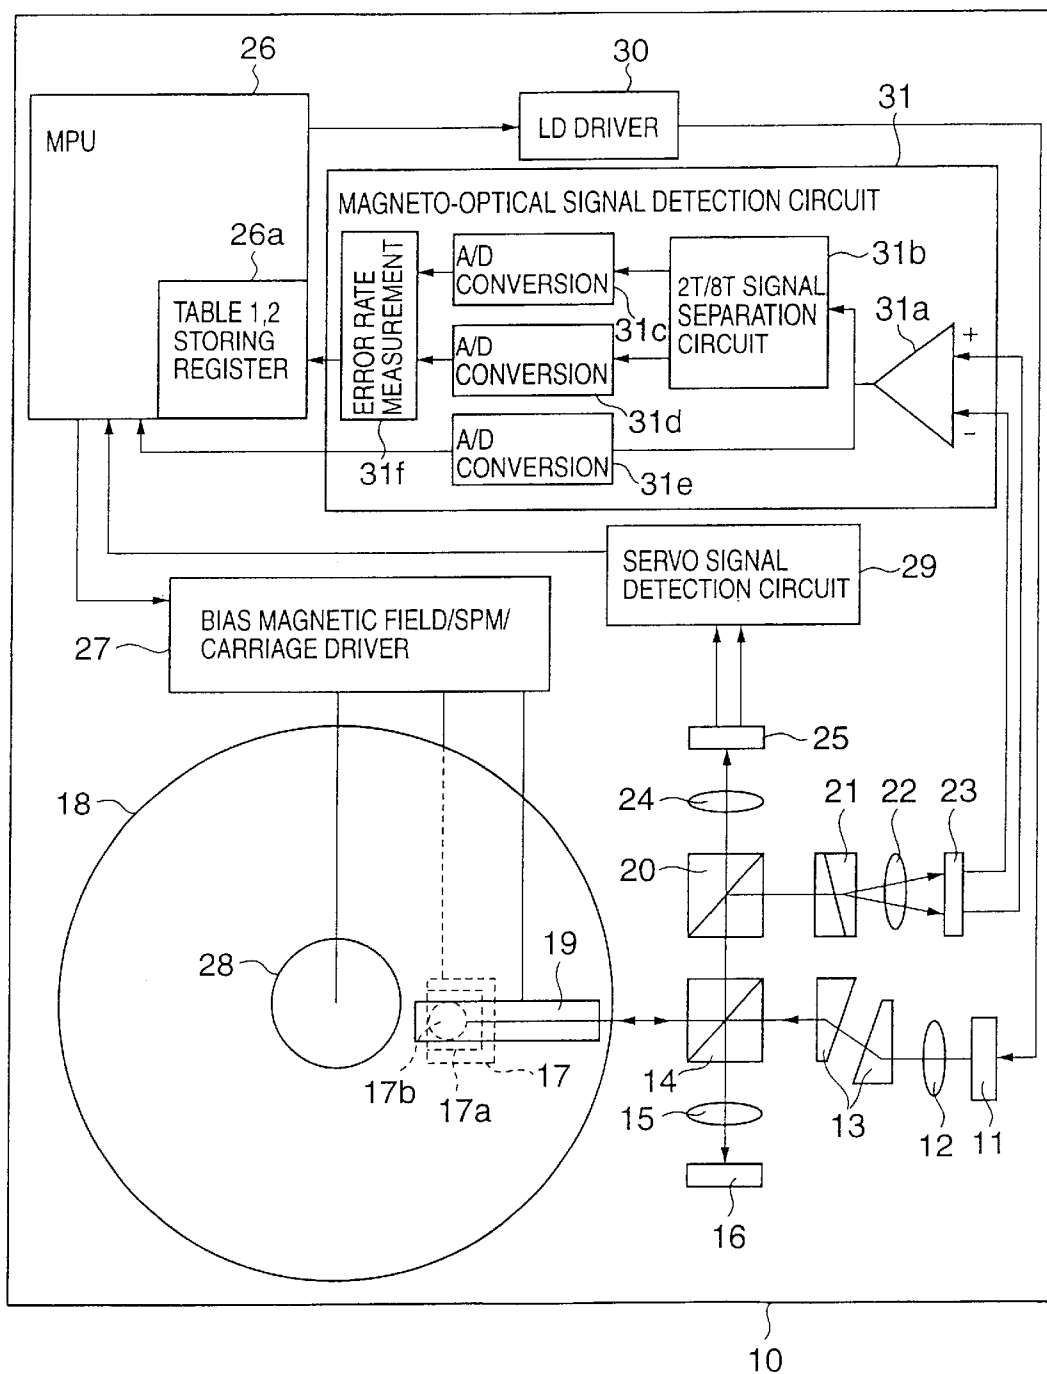 26
30
31
MPU
LD DRIVER
MAGNETO-OPTICAL SIGNAL DETECTION CIRCUIT
26a
TABLE 1,2
STORING
REGISTER
ERROR RATE
MEASUREMENT
31f
A/D
CONVERSION
31c
A/D
CONVERSION
31d
A/D
CONVERSION
31e
2T/8T SIGNAL
SEPARATION
CIRCUIT
31b
31a
+
-
SERVO SIGNAL
DETECTION CIRCUIT
29
BIAS MAGNETIC FIELD/SPM/
CARRIAGE DRIVER
27
25
18
24
21
22
23
20
28
19
17b
17a
17
14
15
13
12
11
16
10